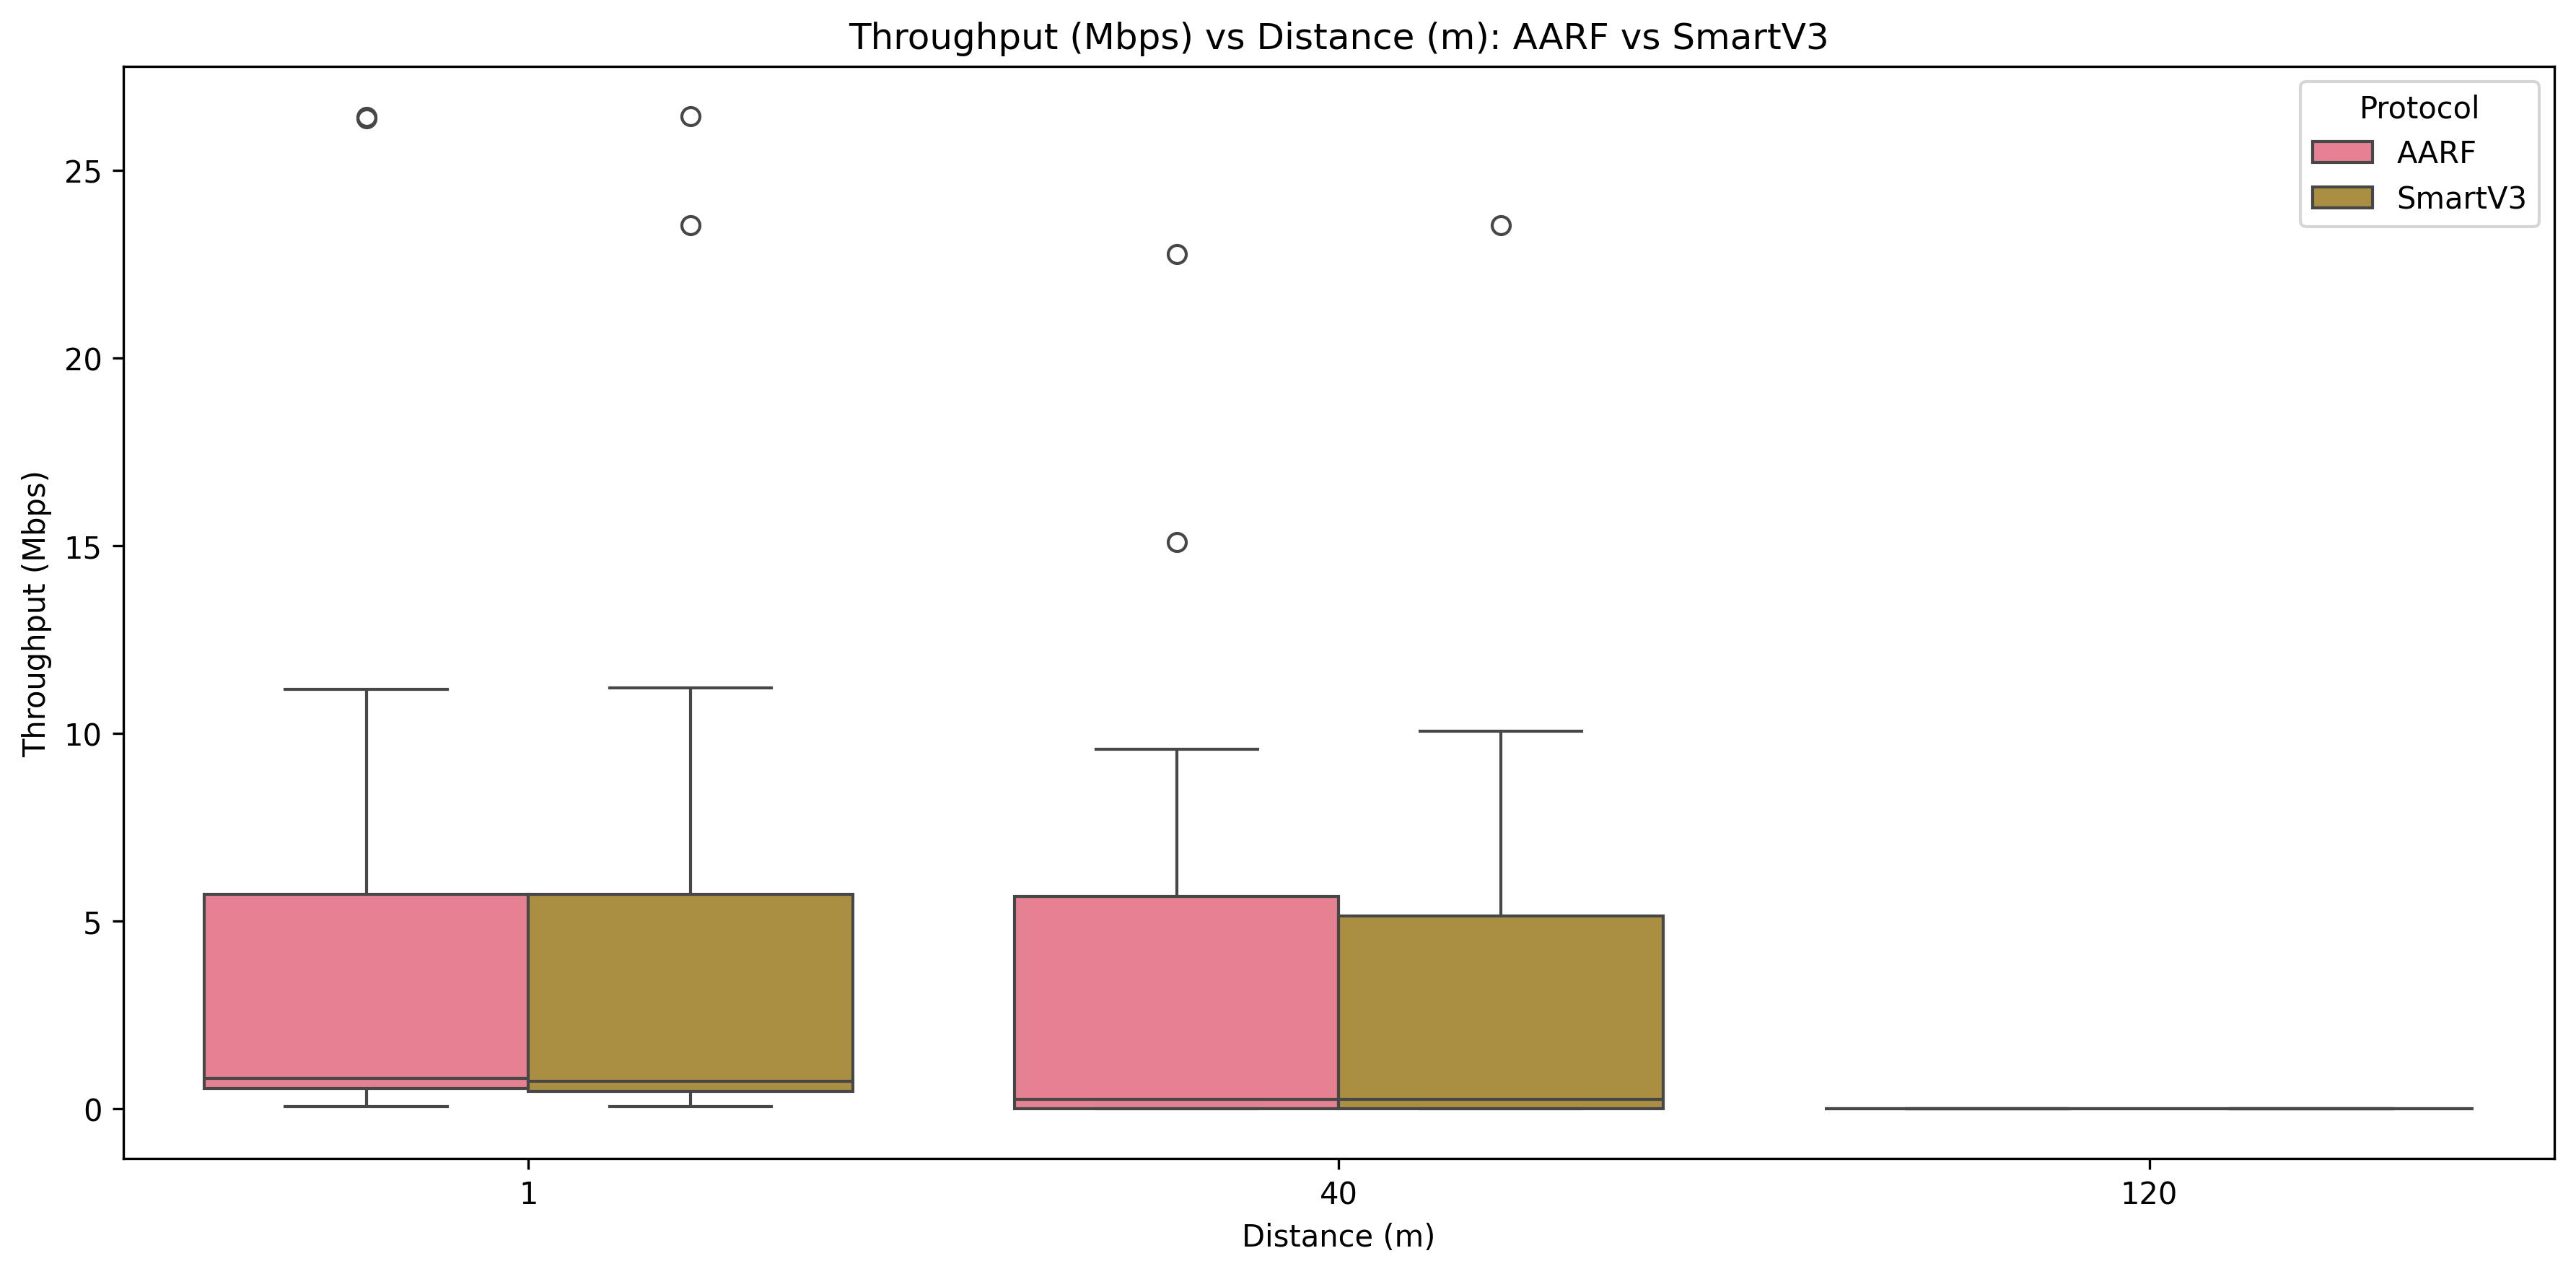 Throughput (Mbps) vs Distance (m): AARF vs SmartV3
Protocol
AARF
SmartV3
Throughput (Mbps)
25
20
15
10
5
0
1
40
120
Distance (m)